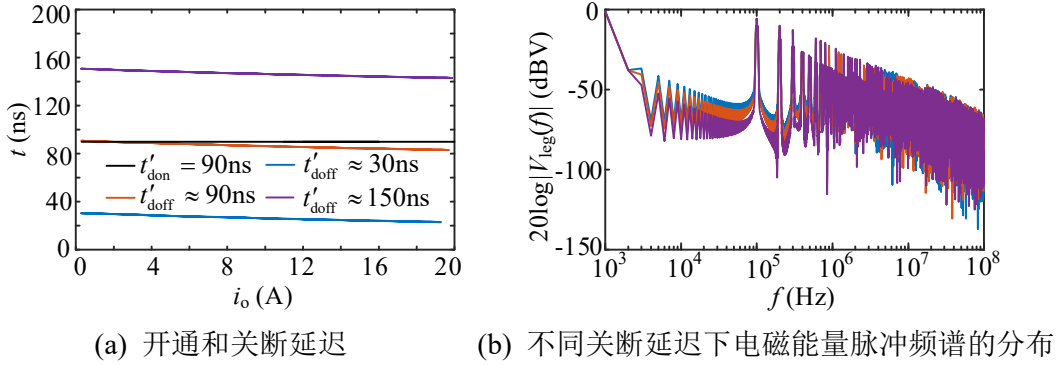 160
120
80
40
0
t (ns)
t′don = 90ns
t′doff ≈ 30ns
t′doff ≈ 90ns
t′doff ≈150ns
0 4 8 12 16 20
io (A)
(a) 开通和关断延迟
0
-50
-100
-150
20log|Vleg(f)| (dBV)
10³ 10⁴ 10⁵ 10⁶ 10⁷ 10⁸
f (Hz)
(b) 不同关断延迟下电磁能量脉冲频谱的分布